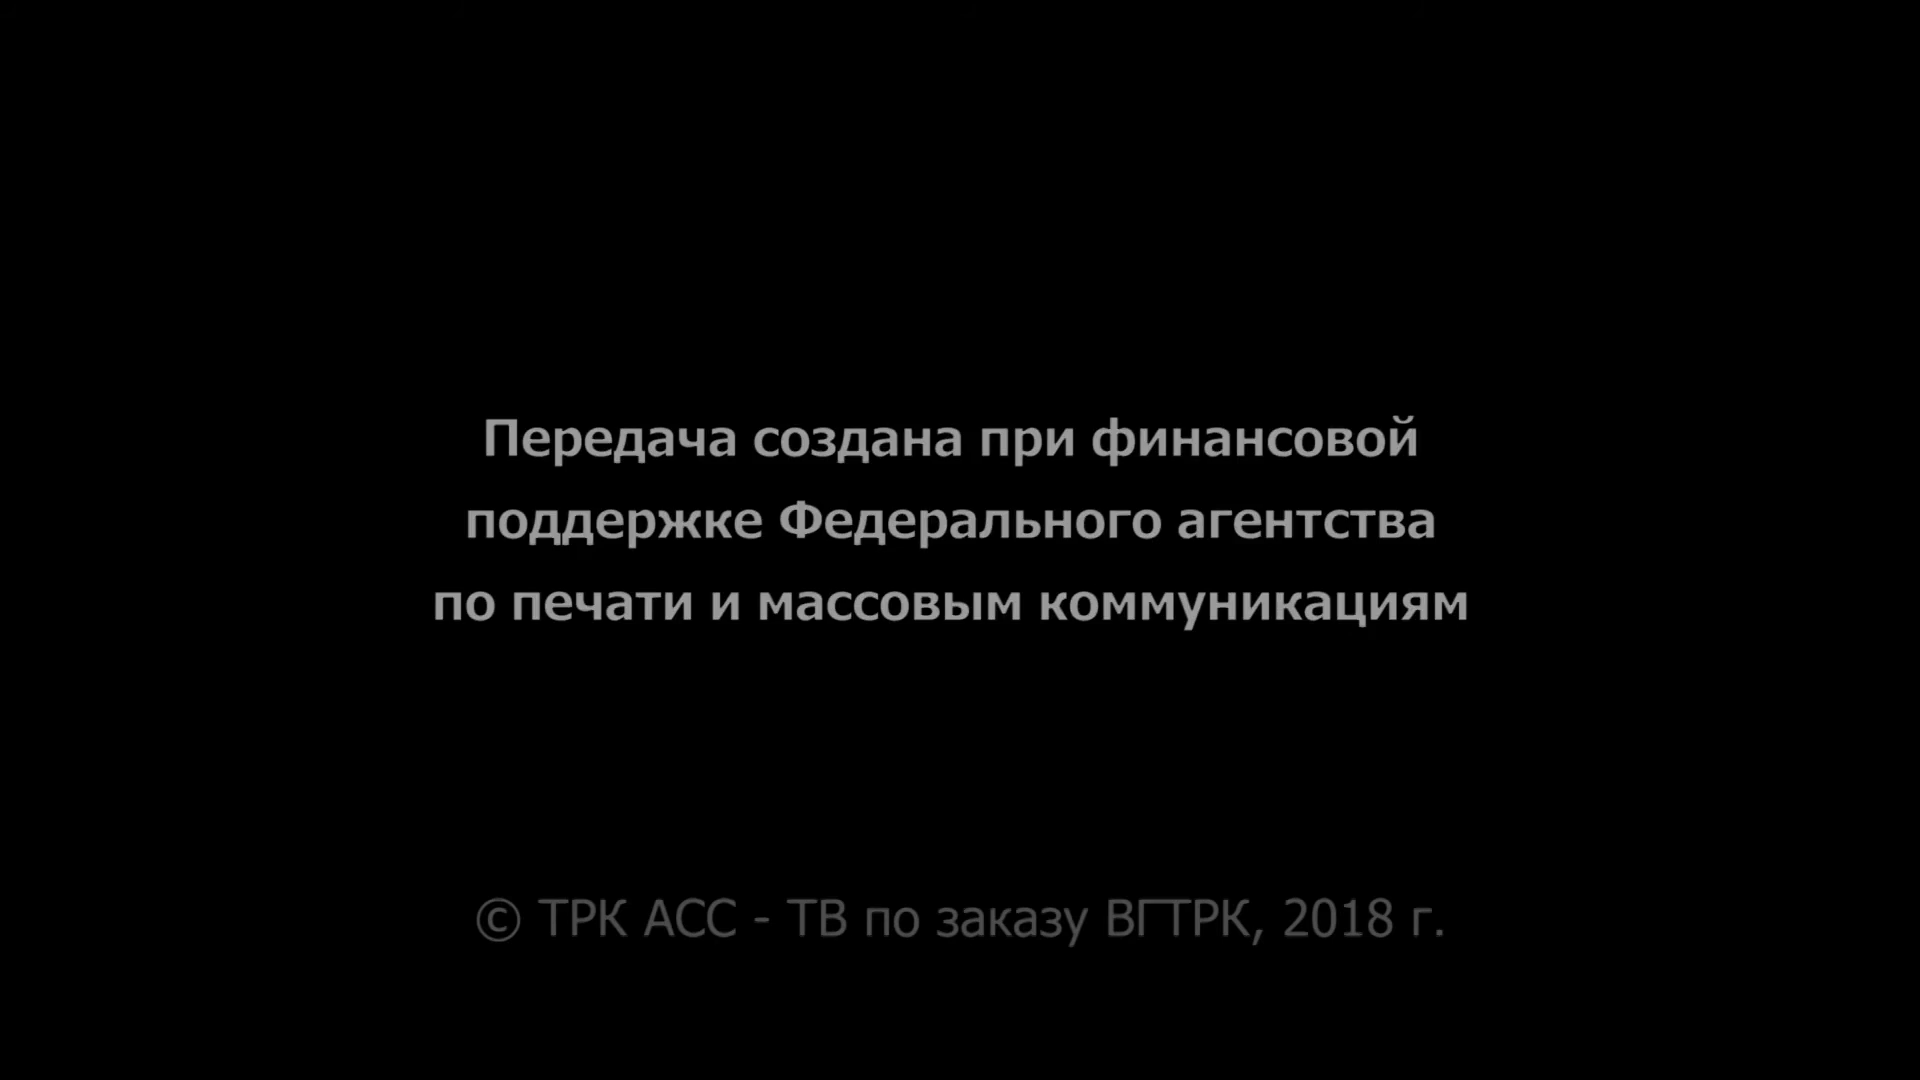 Передача создана при финансовой
поддержке Федерального агентства
по печати и массовым коммуникациям
© ТРК АСС - ТВ по заказу ВГТРК, 2018 г.